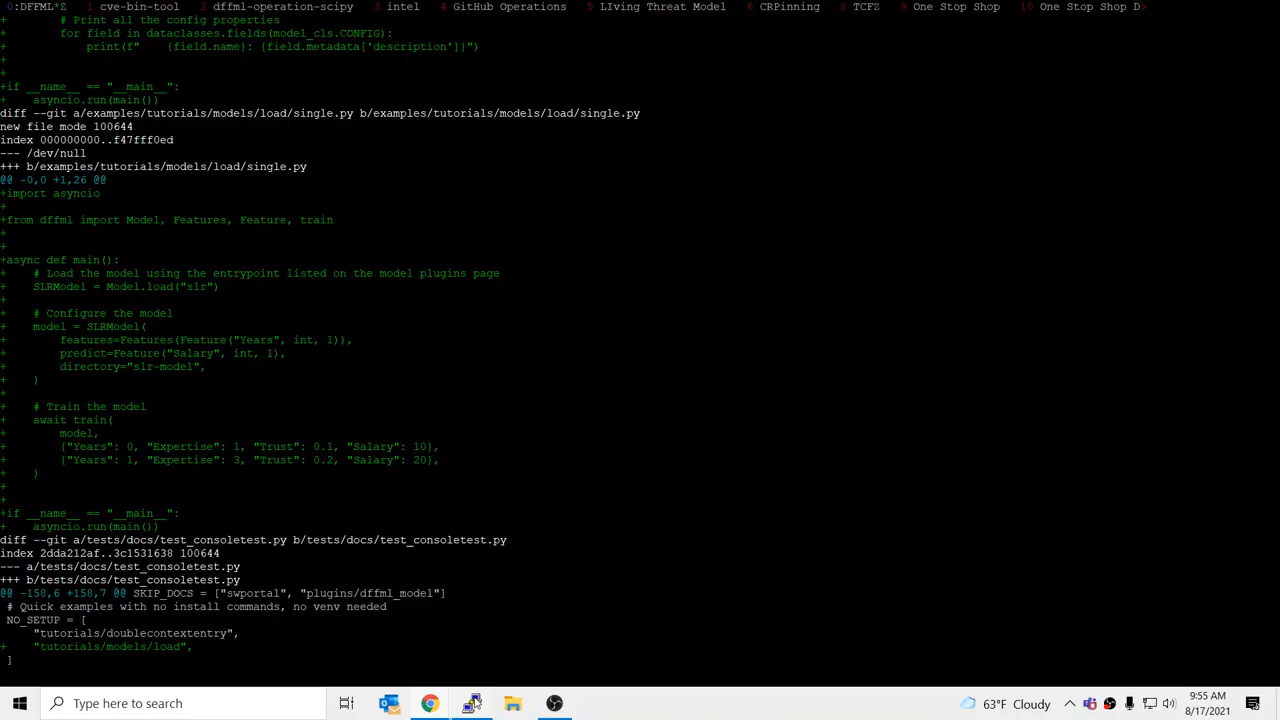 0:DFFML*Z 1 cve-bin-tool 2 dffml-operation-scipy 3 intel 4 GitHub Operations 5 LIving Threat Model 6 CRPinning 8 TCFZ 9 One Stop Shop 10 One Stop Shop D>
+        # Print all the config properties
+        for field in dataclasses.fields(model_cls.CONFIG):
+            print(f"    {field.name}: {field.metadata['description']}")
+
+
+if __name__ == "__main__":
+    asyncio.run(main())
diff --git a/examples/tutorials/models/load/single.py b/examples/tutorials/models/load/single.py
new file mode 100644
index 000000000..f47fff0ed
--- /dev/null
+++ b/examples/tutorials/models/load/single.py
@@ -0,0 +1,26 @@
+import asyncio
+
+from dffml import Model, Features, Feature, train
+
+
+async def main():
+    # Load the model using the entrypoint listed on the model plugins page
+    SLRModel = Model.load("slr")
+
+    # Configure the model
+    model = SLRModel(
+        features=Features(Feature("Years", int, 1)),
+        predict=Feature("Salary", int, 1),
+        directory="slr-model",
+    )
+
+    # Train the model
+    await train(
+        model,
+        {"Years": 0, "Expertise": 1, "Trust": 0.1, "Salary": 10},
+        {"Years": 1, "Expertise": 3, "Trust": 0.2, "Salary": 20},
+    )
+
+
+if __name__ == "__main__":
+    asyncio.run(main())
diff --git a/tests/docs/test_consoletest.py b/tests/docs/test_consoletest.py
index 2dda212af..3c1531638 100644
--- a/tests/docs/test_consoletest.py
+++ b/tests/docs/test_consoletest.py
@@ -158,6 +158,7 @@ SKIP_DOCS = ["swportal", "plugins/dffml_model"]
 # Quick examples with no install commands, no venv needed
 NO_SETUP = [
     "tutorials/doublecontextentry",
+    "tutorials/models/load",
 ]
Type here to search
63°F Cloudy
9:55 AM
8/17/2021